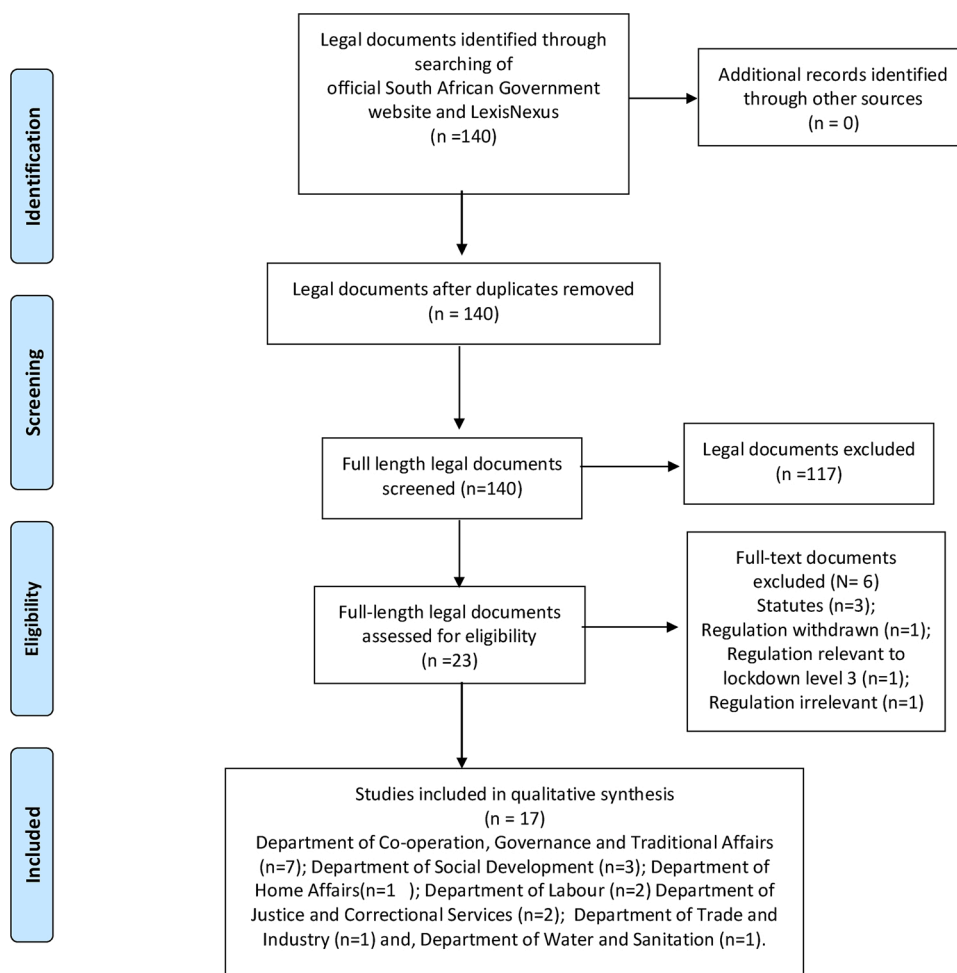 Identification
Legal documents identified through
searching of
official South African Government
website and LexisNexus
(n =140)
Additional records identified
through other sources
(n = 0)
Screening
Legal documents after duplicates removed
(n = 140)
Full length legal documents
screened (n=140)
Legal documents excluded
(n =117)
Eligibility
Full-length legal documents
assessed for eligibility
(n =23)
Full-text documents
excluded (N= 6)
Statutes (n=3);
Regulation withdrawn (n=1);
Regulation relevant to
lockdown level 3 (n=1);
Regulation irrelevant (n=1)
Included
Studies included in qualitative synthesis
(n = 17)
Department of Co-operation, Governance and Traditional Affairs
(n=7); Department of Social Development (n=3); Department of
Home Affairs(n=1   ); Department of Labour (n=2) Department of
Justice and Correctional Services (n=2);  Department of Trade and
Industry (n=1) and, Department of Water and Sanitation (n=1).